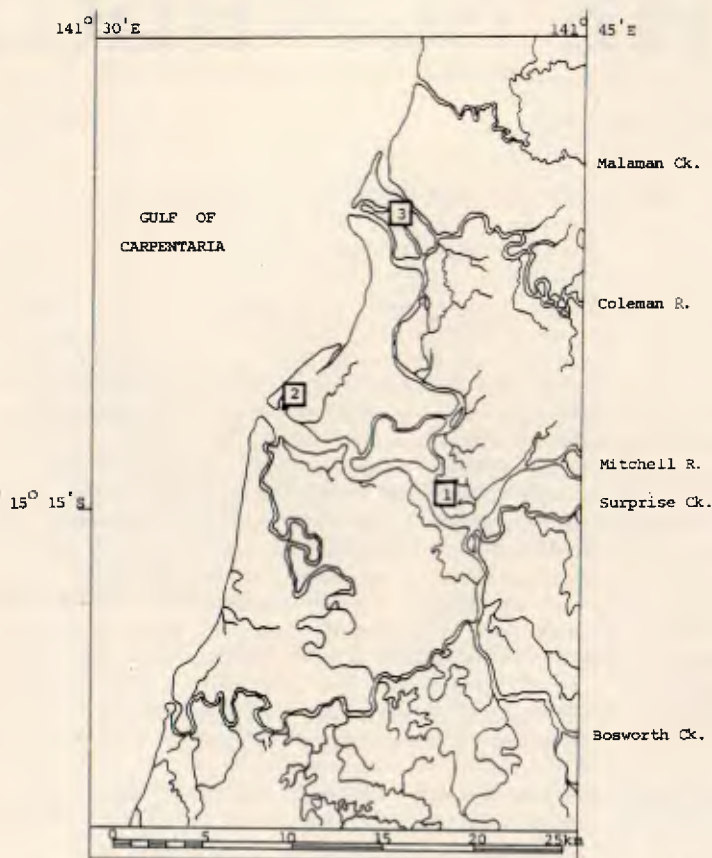 141° 30'E 141° 45'E
Malaman Ck.
3
GULF OF
CARPENTARIA
Coleman R.
2
Mitchell R.
1
15° 15'S
Surprise Ck.
Bosworth Ck.
0 5 10 15 20 25km